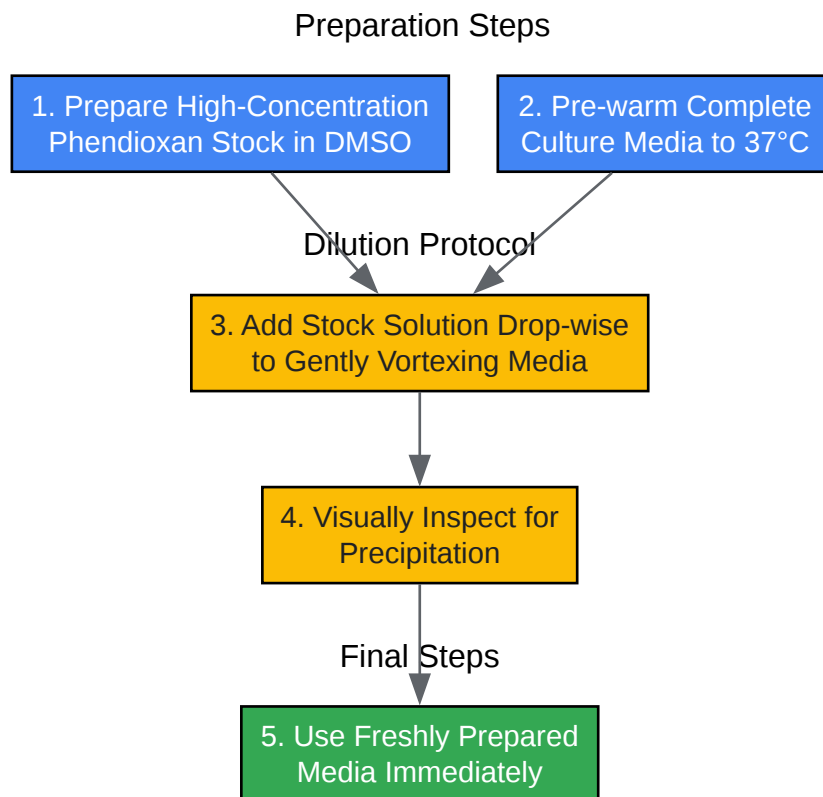 Preparation Steps
1. Prepare High-Concentration
Phendioxan Stock in DMSO
2. Pre-warm Complete
Culture Media to 37°C
Dilution Protocol
3. Add Stock Solution Drop-wise
to Gently Vortexing Media
4. Visually Inspect for
Precipitation
Final Steps
5. Use Freshly Prepared
Media Immediately